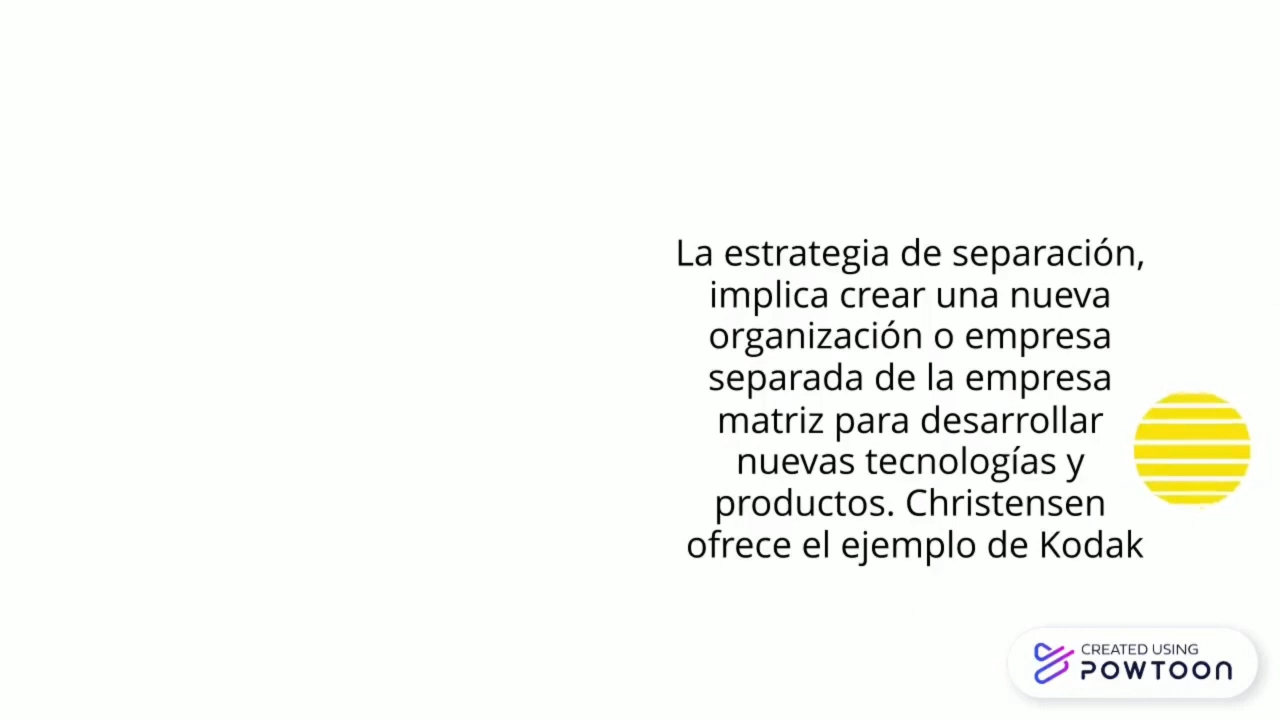 La estrategia de separación,
implica crear una nueva
organización o empresa
separada de la empresa
matriz para desarrollar
nuevas tecnologías y
productos. Christensen
ofrece el ejemplo de Kodak
CREATED USING
POWTOON